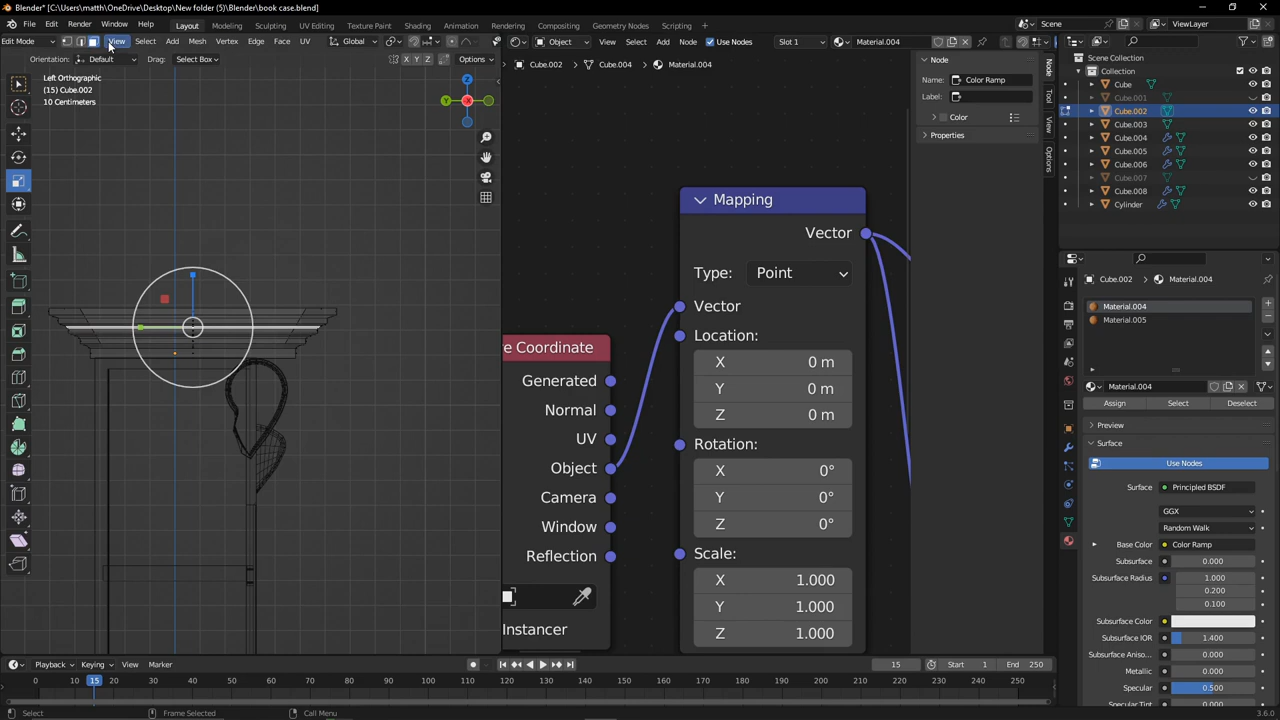 Blender* [C:\Users\matth\OneDrive\Desktop\New folder (5)\Blender\book case.blend]
File Edit Render Window Help Layout Modeling Sculpting UV Editing Texture Paint Shading Animation Rendering Compositing Geometry Nodes Scripting + Scene ViewLayer
Edit Mode View Select Add Mesh Vertex Edge Face UV Global Object View Select Add Node Use Nodes Slot 1 Material.004
Orientation: Default Drag: Select Box X Y Z Options
Left Orthographic
(15) Cube.002
10 Centimeters
Z
Y
X
Cube.002 > Cube.004 > Material.004
Mapping
Vector
Type: Point
Vector
Location:
X 0 m
Y 0 m
Z 0 m
Rotation:
X 0°
Y 0°
Z 0°
Scale:
X 1.000
Y 1.000
Z 1.000
e Coordinate
Generated
Normal
UV
Object
Camera
Window
Reflection
Instancer
Node
Name: Color Ramp
Label:
Color
Properties
Node
Tool
View
Options
Scene Collection
Collection
Cube
Cube.001
Cube.002
Cube.003
Cube.004
Cube.005
Cube.006
Cube.007
Cube.008
Cylinder
Cube.002 > Material.004
Material.004
Material.005
Material.004
Assign Select Deselect
Preview
Surface
Use Nodes
Surface Principled BSDF
GGX
Random Walk
Base Color Color Ramp
Subsurface 0.000
Subsurface Radius 1.000
0.200
0.100
Subsurface Color
Subsurface IOR 1.400
Subsurface Aniso... 0.000
Metallic 0.000
Specular 0.500
Specular Tint 0.000
Playback Keying View Marker 15 Start 1 End 250
0 10 15 20 30 40 50 60 70 80 90 100 110 120 130 140 150 160 170 180 190 200 210 220 230 240 250
Select Frame Selected Call Menu 3.6.0